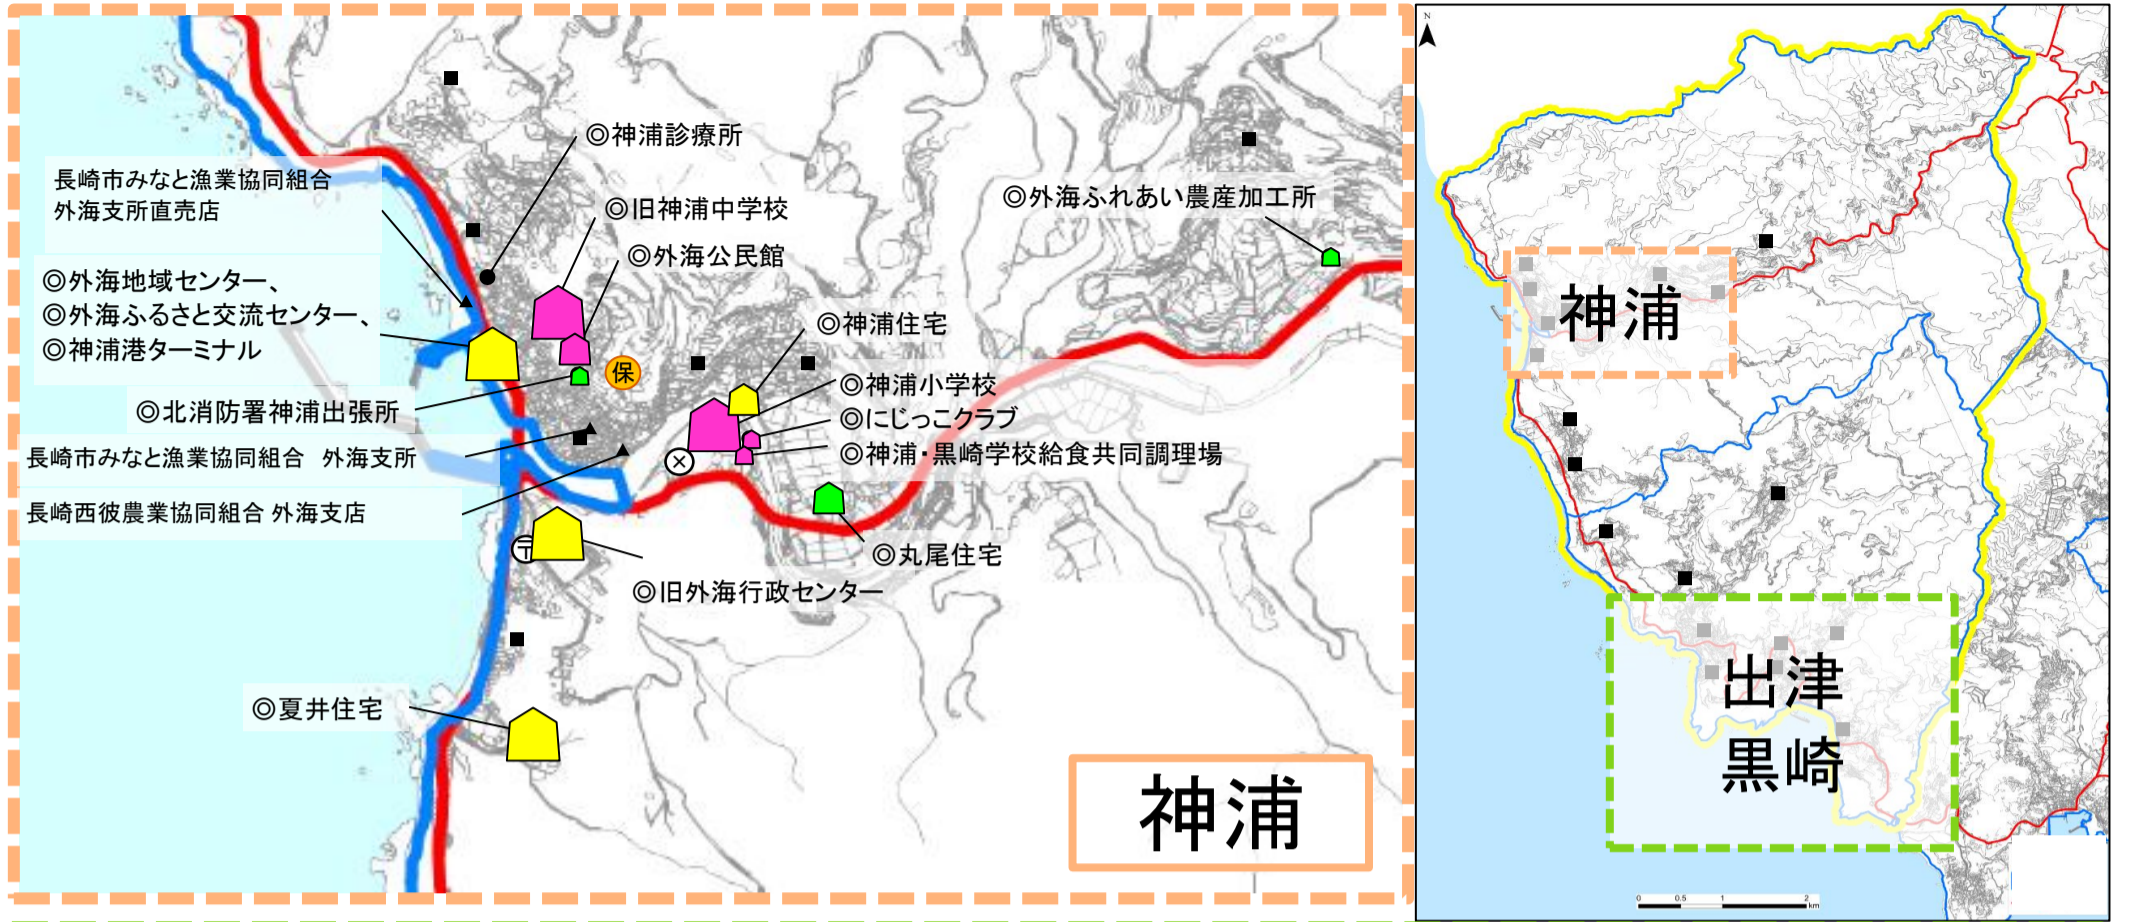 ◎神浦診療所
長崎市みなと漁業協同組合
外海支所直売店
◎旧神浦中学校
◎外海ふれあい農産加工所
◎外海公民館
◎外海地域センター、
◎外海ふるさと交流センター、
◎神浦港ターミナル
◎神浦住宅
保
◎神浦小学校
◎北消防署神浦出張所
◎にじっこクラブ
長崎市みなと漁業協同組合 外海支所
◎神浦・黒崎学校給食共同調理場
長崎西彼農業協同組合 外海支店
◎丸尾住宅
◎旧外海行政センター
◎夏井住宅
神浦
N
神浦
出津
黒崎
0 0.5 1 2
km